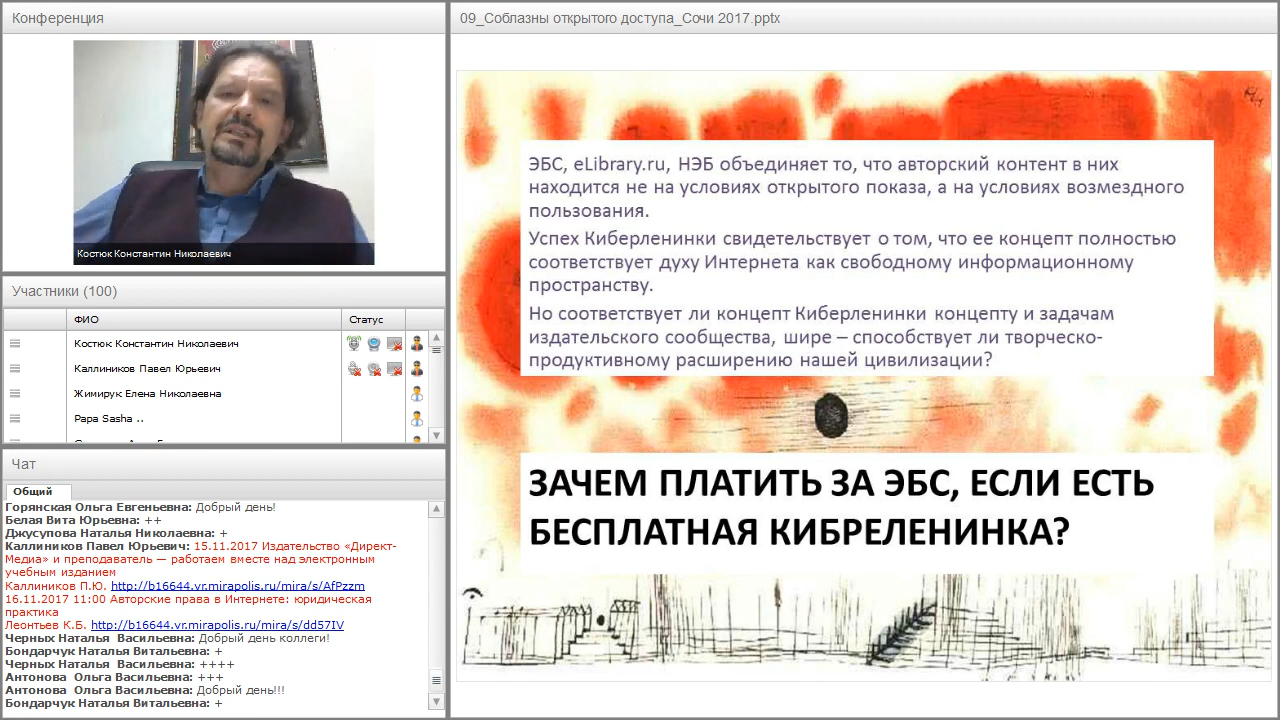 Конференция
Костюк Константин Николаевич
Участники (100)
ФИО
Статус
Костюк Константин Николаевич
Каллиников Павел Юрьевич
Жимирук Елена Николаевна
Papa Sasha ..
Чат
Общий
Горянская Ольга Евгеньевна: Добрый день!
Белая Вита Юрьевна: ++
Джусупова Наталья Николаевна: +
Каллиников Павел Юрьевич: 15.11.2017 Издательство «Директ-
Медиа» и преподаватель — работаем вместе над электронным
учебным изданием
Каллиников П.Ю. http://b16644.vr.mirapolis.ru/mira/s/AfPzzm
16.11.2017 11:00 Авторские права в Интернете: юридическая
практика
Леонтьев К.Б. http://b16644.vr.mirapolis.ru/mira/s/dd57IV
Черных Наталья Васильевна: Добрый день коллеги!
Бондарчук Наталья Витальевна: +
Черных Наталья Васильевна: ++++
Антонова Ольга Васильевна: +++
Антонова Ольга Васильевна: Добрый день!!!
Бондарчук Наталья Витальевна: +
09_Соблазны открытого доступа_Сочи 2017.pptx
ЭБС, eLibrary.ru, НЭБ объединяет то, что авторский контент в них
находится не на условиях открытого показа, а на условиях возмездного
пользования.
Успех Киберленинки свидетельствует о том, что ее концепт полностью
соответствует духу Интернета как свободному информационному
пространству.
Но соответствует ли концепт Киберленинки концепту и задачам
издательского сообщества, шире – способствует ли творческо-
продуктивному расширению нашей цивилизации?
ЗАЧЕМ ПЛАТИТЬ ЗА ЭБС, ЕСЛИ ЕСТЬ
БЕСПЛАТНАЯ КИБРЕЛЕНИНКА?